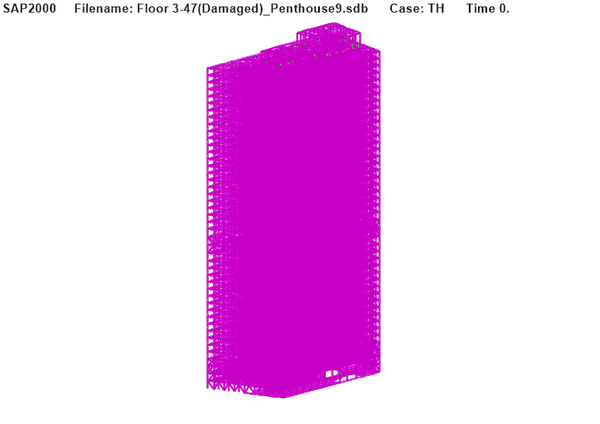 SAP2000 Filename: Floor 3-47(Damaged)_Penthouse9.sdb Case: TH Time 0.